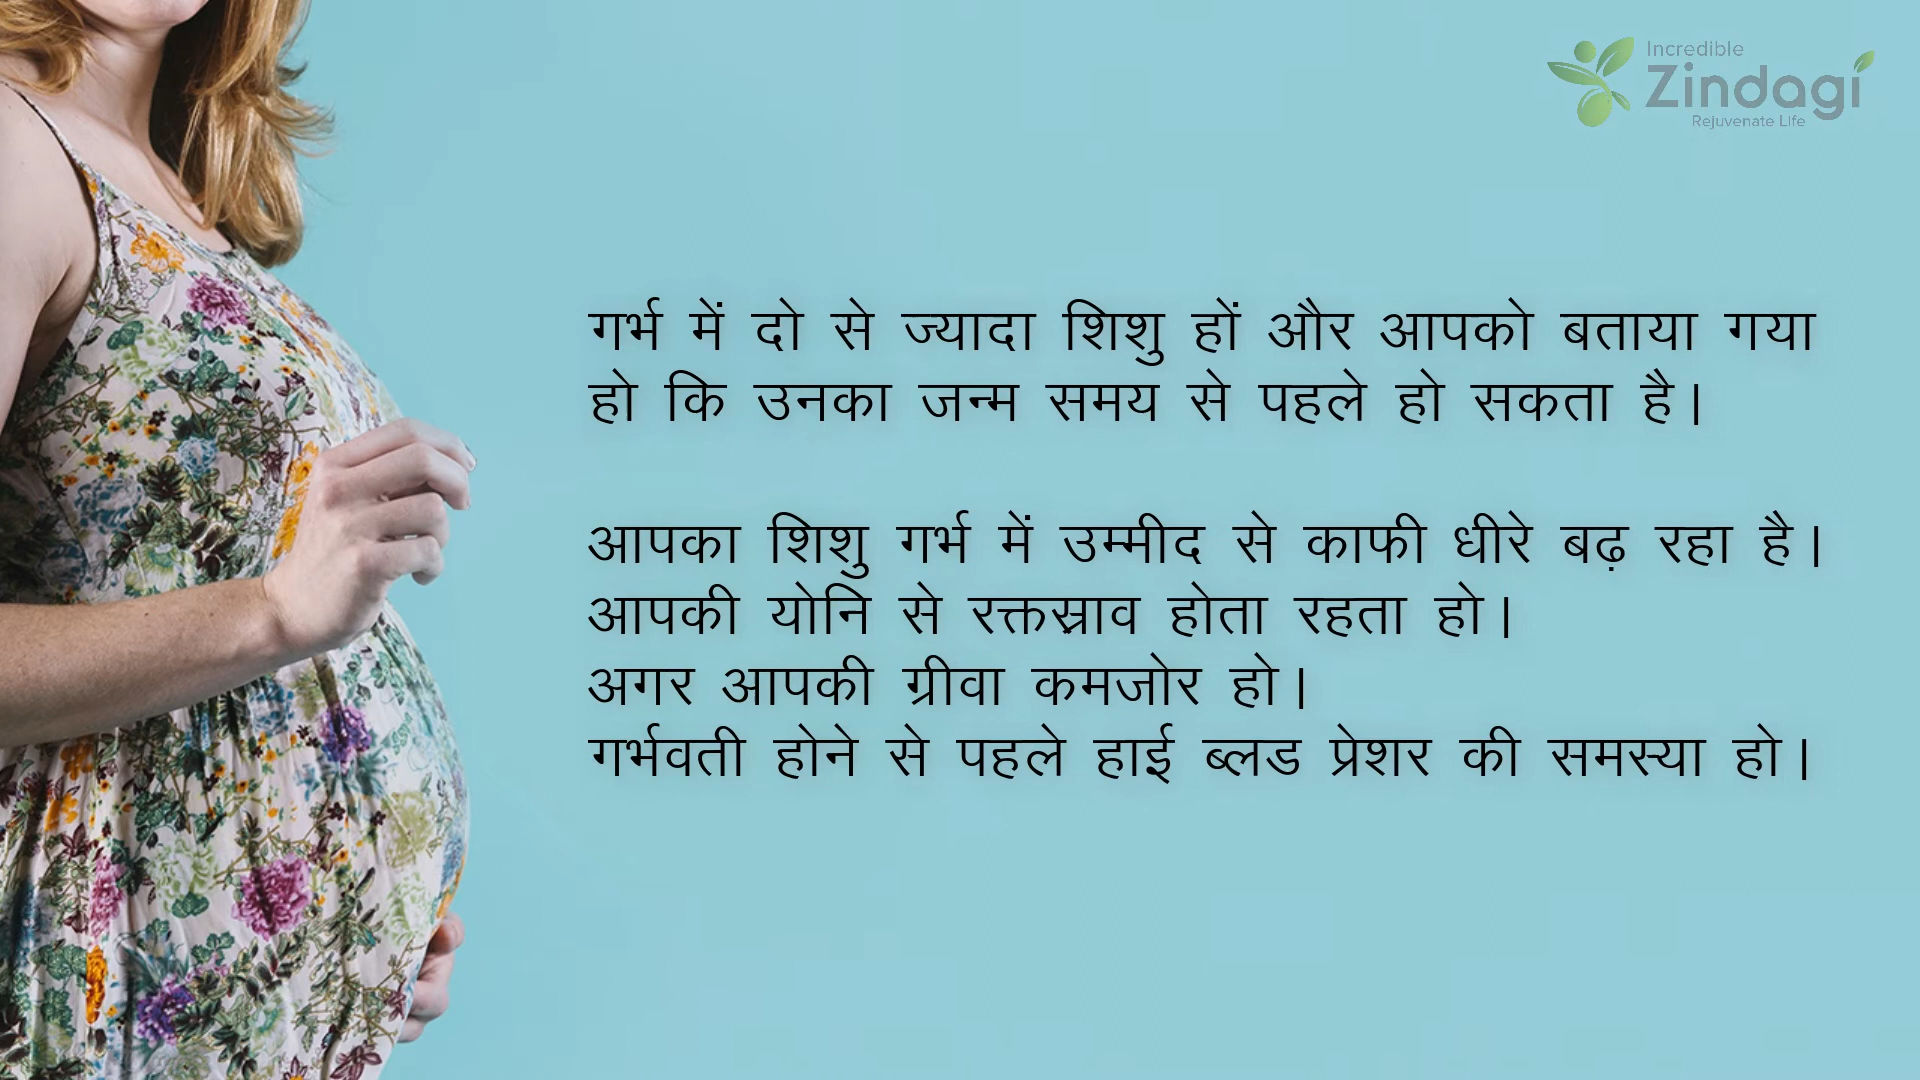 Incredible
Zindagi
Rejuvenate LIfe
गर्भ में दो से ज्यादा शिशु हों और आपको बताया गया
हो कि उनका जन्म समय से पहले हो सकता है।
आपका शिशु गर्भ में उम्मीद से काफी धीरे बढ़ रहा है।
आपकी योनि से रक्तस्राव होता रहता हो।
अगर आपकी ग्रीवा कमजोर हो।
गर्भवती होने से पहले हाई ब्लड प्रेशर की समस्या हो।